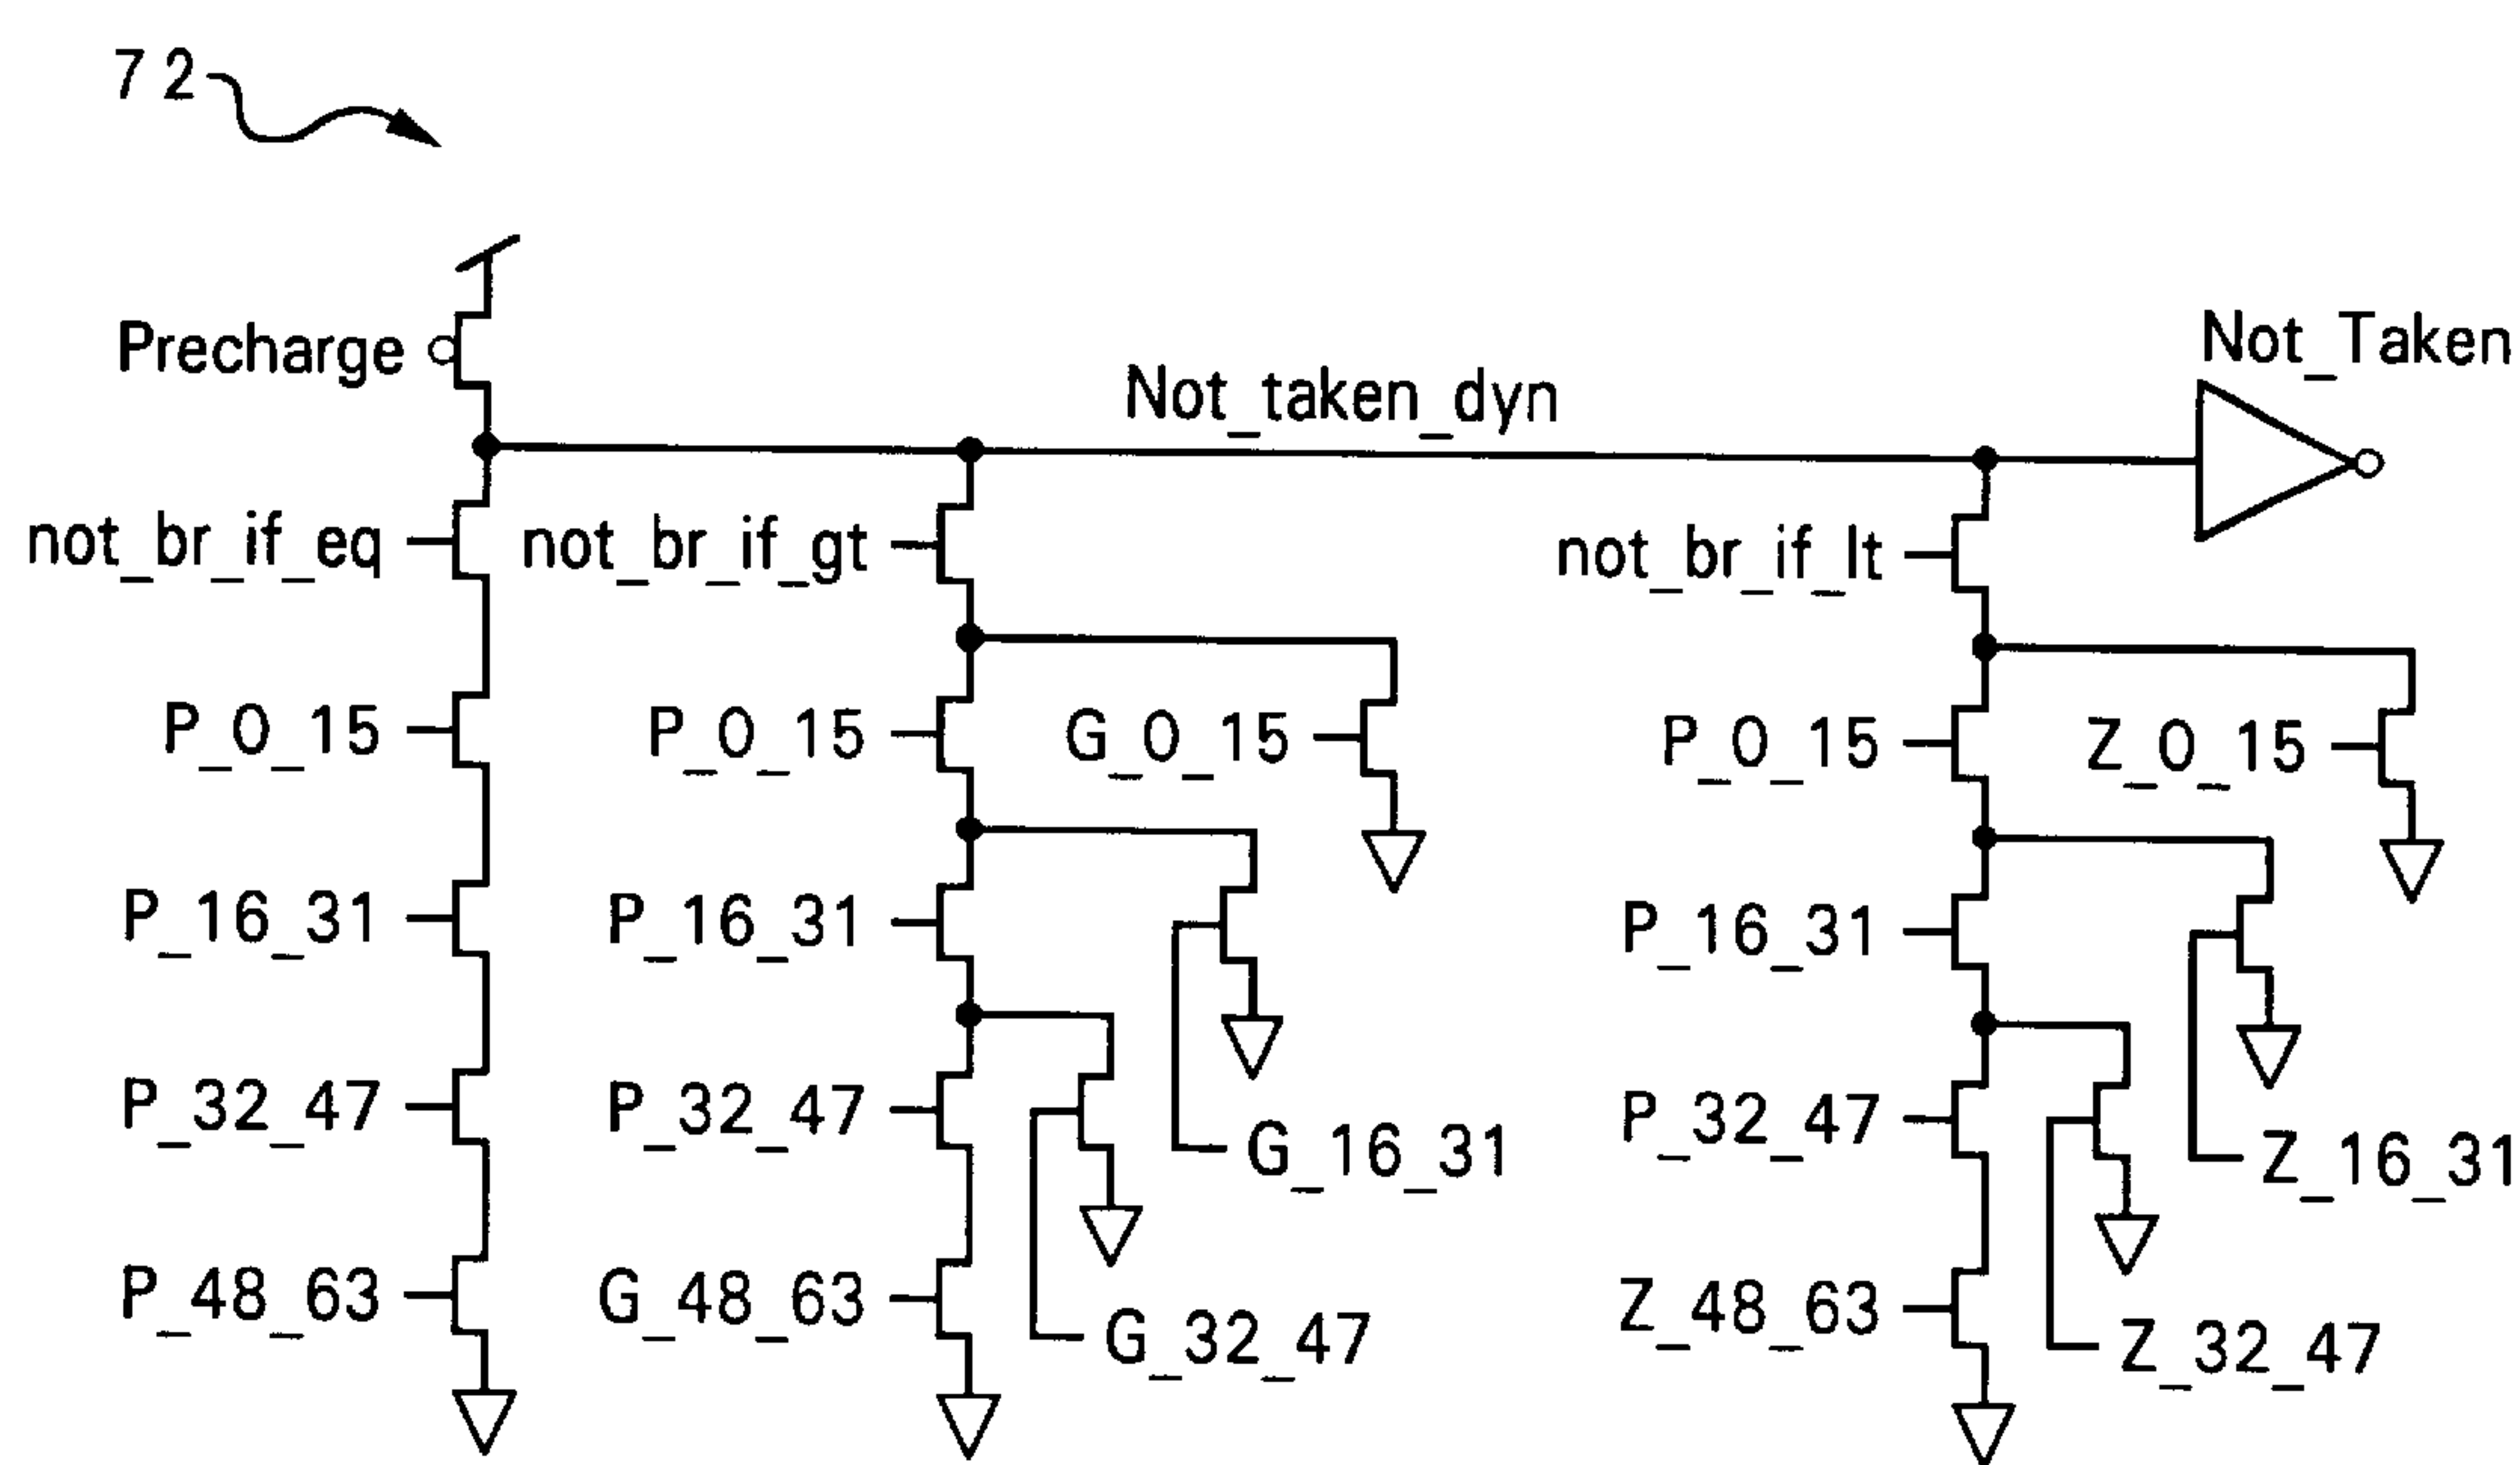 72
Precharge
Not_taken_dyn
Not_Taken
not_br_if_eq
not_br_if_gt
not_br_if_lt
P_0_15
P_0_15
G_0_15
P_0_15
Z_0_15
P_16_31
P_16_31
P_16_31
P_32_47
P_32_47
G_16_31
P_32_47
Z_16_31
P_48_63
G_48_63
G_32_47
Z_48_63
Z_32_47